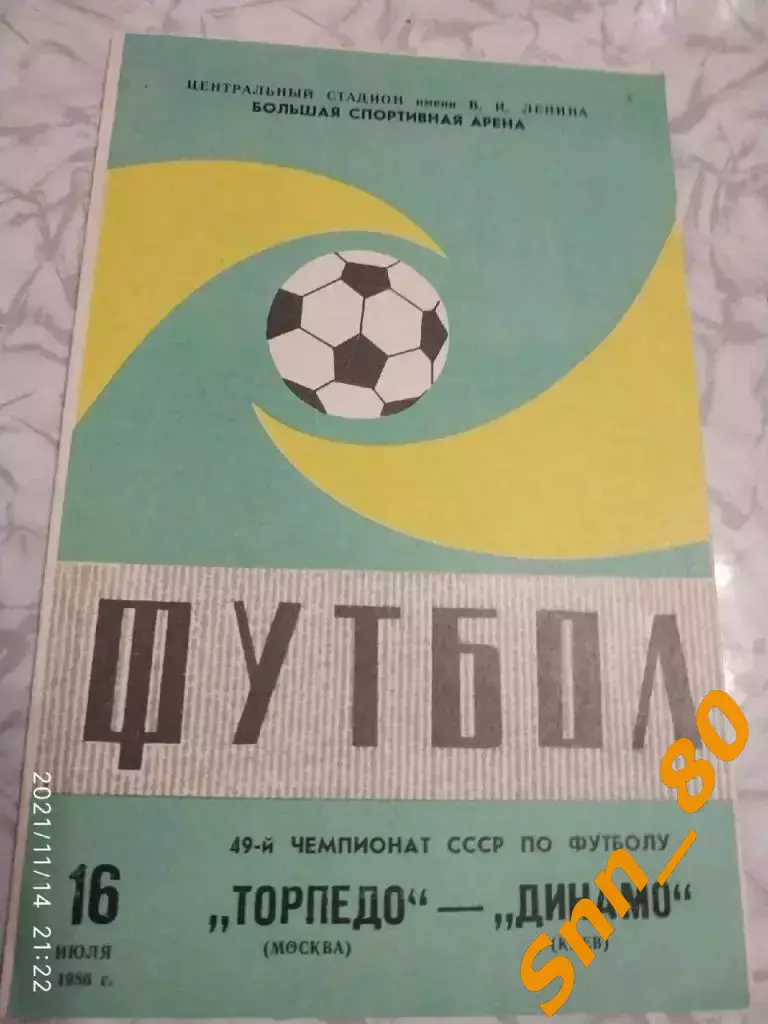 ЦЕНТРАЛЬНЫЙ СТАДИОН имени В. И. ЛЕНИНА
БОЛЬШАЯ СПОРТИВНАЯ АРЕНА
ФУТБОЛ
49-й ЧЕМПИОНАТ СССР ПО ФУТБОЛУ
16
ИЮЛЯ
1986 г.
„ТОРПЕДО“ — „ДИНАМО“
(МОСКВА) (КИЕВ)
2021/11/14 21:22
Snn_80